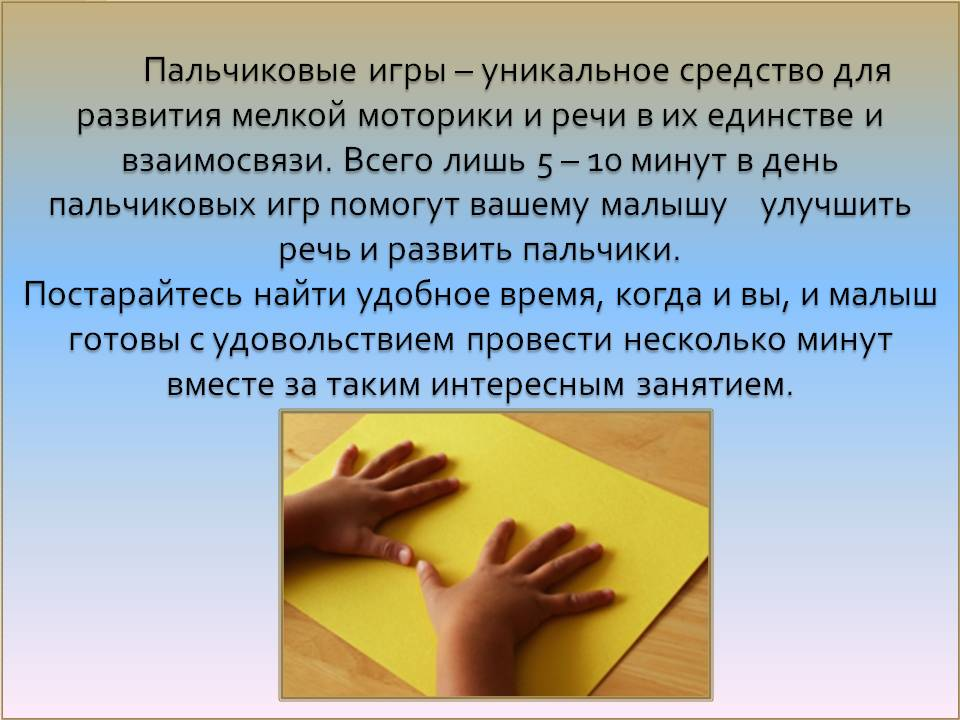 Пальчиковые игры – уникальное средство для
развития мелкой моторики и речи в их единстве и
взаимосвязи. Всего лишь 5 – 10 минут в день
пальчиковых игр помогут вашему малышу улучшить
речь и развить пальчики.
Постарайтесь найти удобное время, когда и вы, и малыш
готовы с удовольствием провести несколько минут
вместе за таким интересным занятием.